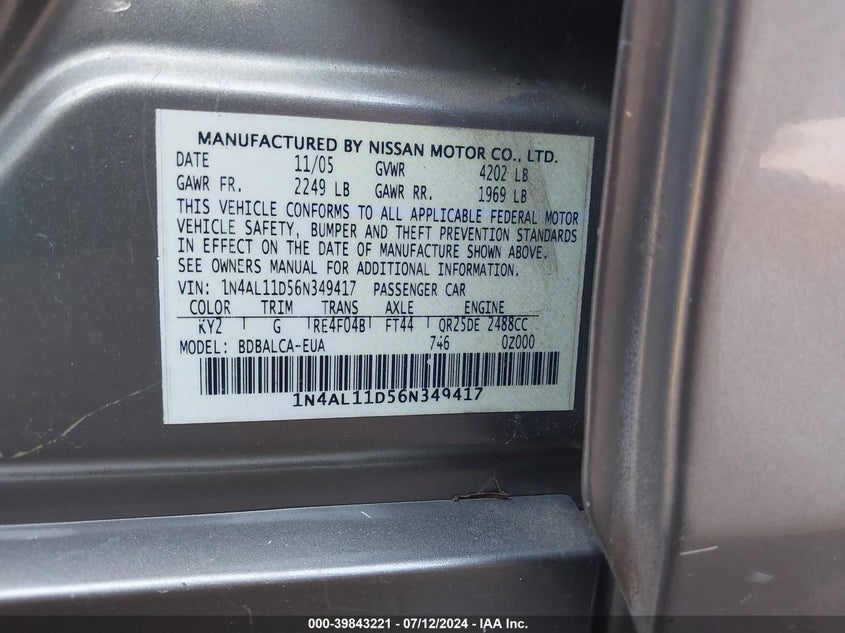 MANUFACTURED BY NISSAN MOTOR CO., LTD.
DATE 11/05 GVWR 4202 LB
GAWR FR. 2249 LB GAWR RR. 1969 LB
THIS VEHICLE CONFORMS TO ALL APPLICABLE FEDERAL MOTOR
VEHICLE SAFETY, BUMPER AND THEFT PREVENTION STANDARDS
IN EFFECT ON THE DATE OF MANUFACTURE SHOWN ABOVE.
SEE OWNERS MANUAL FOR ADDITIONAL INFORMATION.
VIN: 1N4AL11D56N349417 PASSENGER CAR
COLOR TRIM TRANS AXLE ENGINE
KY2 G RE4F04B FT44 QR25DE 2488CC
MODEL: BDBALCA-EUA 746 0Z000
1N4AL11D56N349417
000-39843221 - 07/12/2024 - IAA Inc.